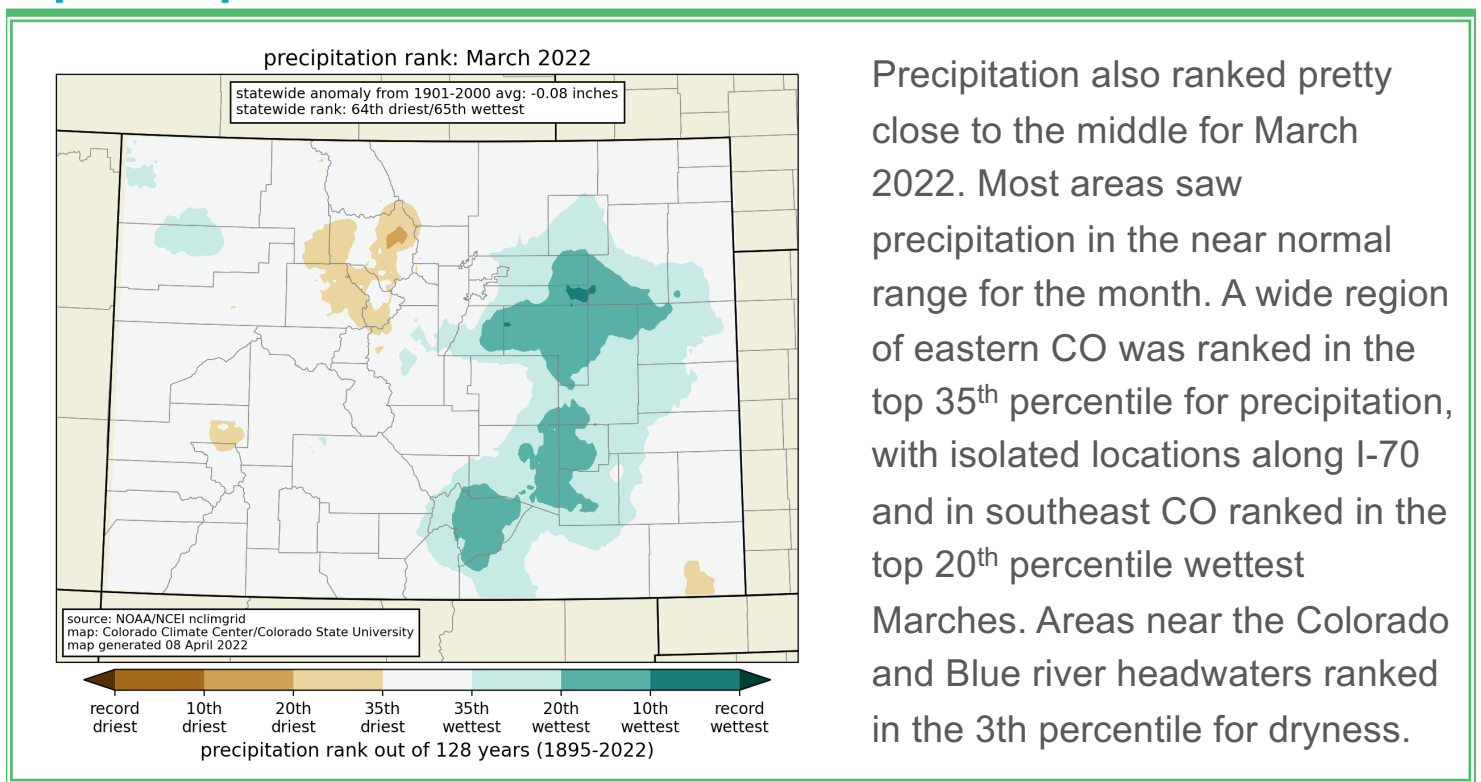 precipitation rank: March 2022
statewide anomaly from 1901-2000 avg: -0.08 inches
statewide rank: 64th driest/65th wettest
source: NOAA/NCEI nclimgrid
map: Colorado Climate Center/Colorado State University
map generated 08 April 2022
record driest
10th driest
20th driest
35th driest
35th wettest
20th wettest
10th wettest
record wettest
precipitation rank out of 128 years (1895-2022)
Precipitation also ranked pretty
close to the middle for March
2022. Most areas saw
precipitation in the near normal
range for the month. A wide region
of eastern CO was ranked in the
top 35th percentile for precipitation,
with isolated locations along I-70
and in southeast CO ranked in the
top 20th percentile wettest
Marches. Areas near the Colorado
and Blue river headwaters ranked
in the 3th percentile for dryness.